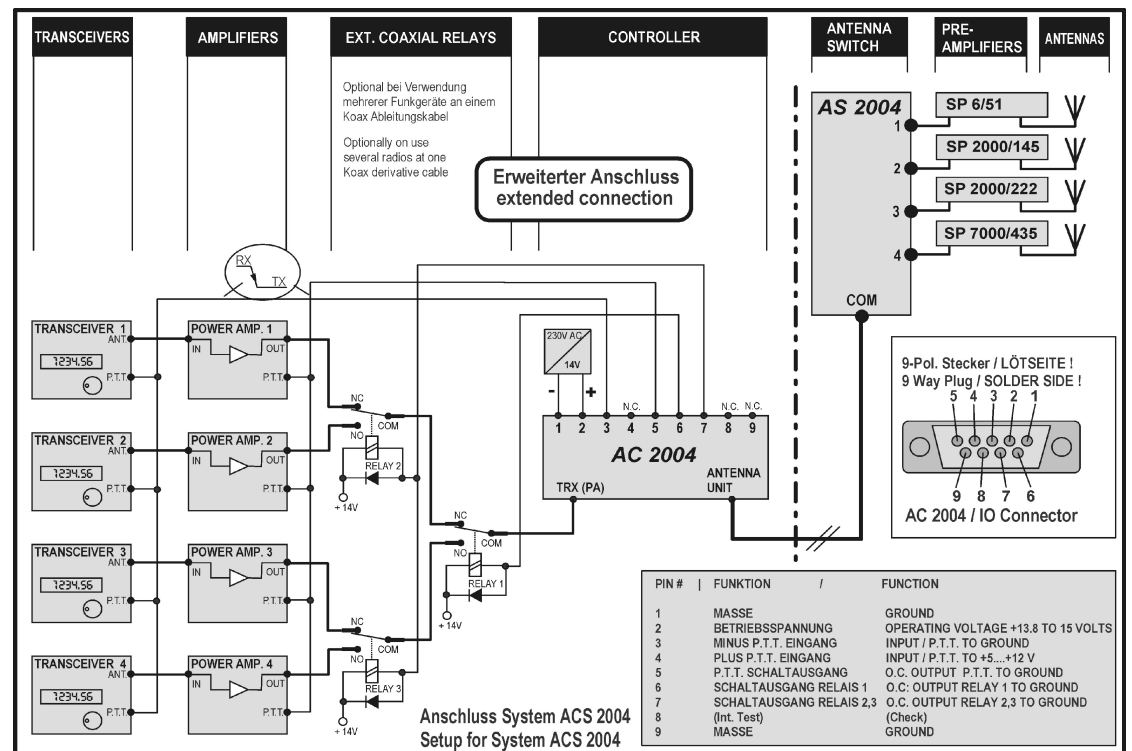 TRANSCEIVERS
AMPLIFIERS
EXT. COAXIAL RELAYS
CONTROLLER
ANTENNA
SWITCH
PRE-
AMPLIFIERS
ANTENNAS
Optional bei Verwendung
mehrerer Funkgeräte an einem
Koax Ableitungskabel
Optionally on use
several radios at one
Koax derivative cable
Erweiterter Anschluss
extended connection
AS 2004
1
2
3
4
COM
SP 6/51
SP 2000/145
SP 2000/222
SP 7000/435
RX
TX
TRANSCEIVER 1
ANT.
7234.56
P.T.T.
POWER AMP. 1
IN
OUT
P.T.T.
TRANSCEIVER 2
ANT.
7234.56
P.T.T.
POWER AMP. 2
IN
OUT
P.T.T.
TRANSCEIVER 3
ANT.
7234.56
P.T.T.
POWER AMP. 3
IN
OUT
P.T.T.
TRANSCEIVER 4
ANT.
7234.56
P.T.T.
POWER AMP. 4
IN
OUT
P.T.T.
NC
COM
NO
RELAY 2
+ 14V
NC
COM
NO
RELAY 1
+ 14V
NC
COM
NO
RELAY 3
+ 14V
230V AC
14V
- +
N.C. N.C. N.C.
1 2 3 4 5 6 7 8 9
AC 2004
TRX (PA)
ANTENNA
UNIT
9-Pol. Stecker / LÖTSEITE !
9 Way Plug / SOLDER SIDE !
5 4 3 2 1
9 8 7 6
AC 2004 / IO Connector
PIN # | FUNKTION / FUNCTION
1 MASSE GROUND
2 BETRIEBSSPANNUNG OPERATING VOLTAGE +13.8 TO 15 VOLTS
3 MINUS P.T.T. EINGANG INPUT / P.T.T. TO GROUND
4 PLUS P.T.T. EINGANG INPUT / P.T.T. TO +5....+12 V
5 P.T.T. SCHALTAUSGANG O.C. OUTPUT P.T.T. TO GROUND
6 SCHALTAUSGANG RELAIS 1 O.C: OUTPUT RELAY 1 TO GROUND
7 SCHALTAUSGANG RELAIS 2,3 O.C. OUTPUT RELAY 2,3 TO GROUND
8 (Int. Test) (Check)
9 MASSE GROUND
Anschluss System ACS 2004
Setup for System ACS 2004